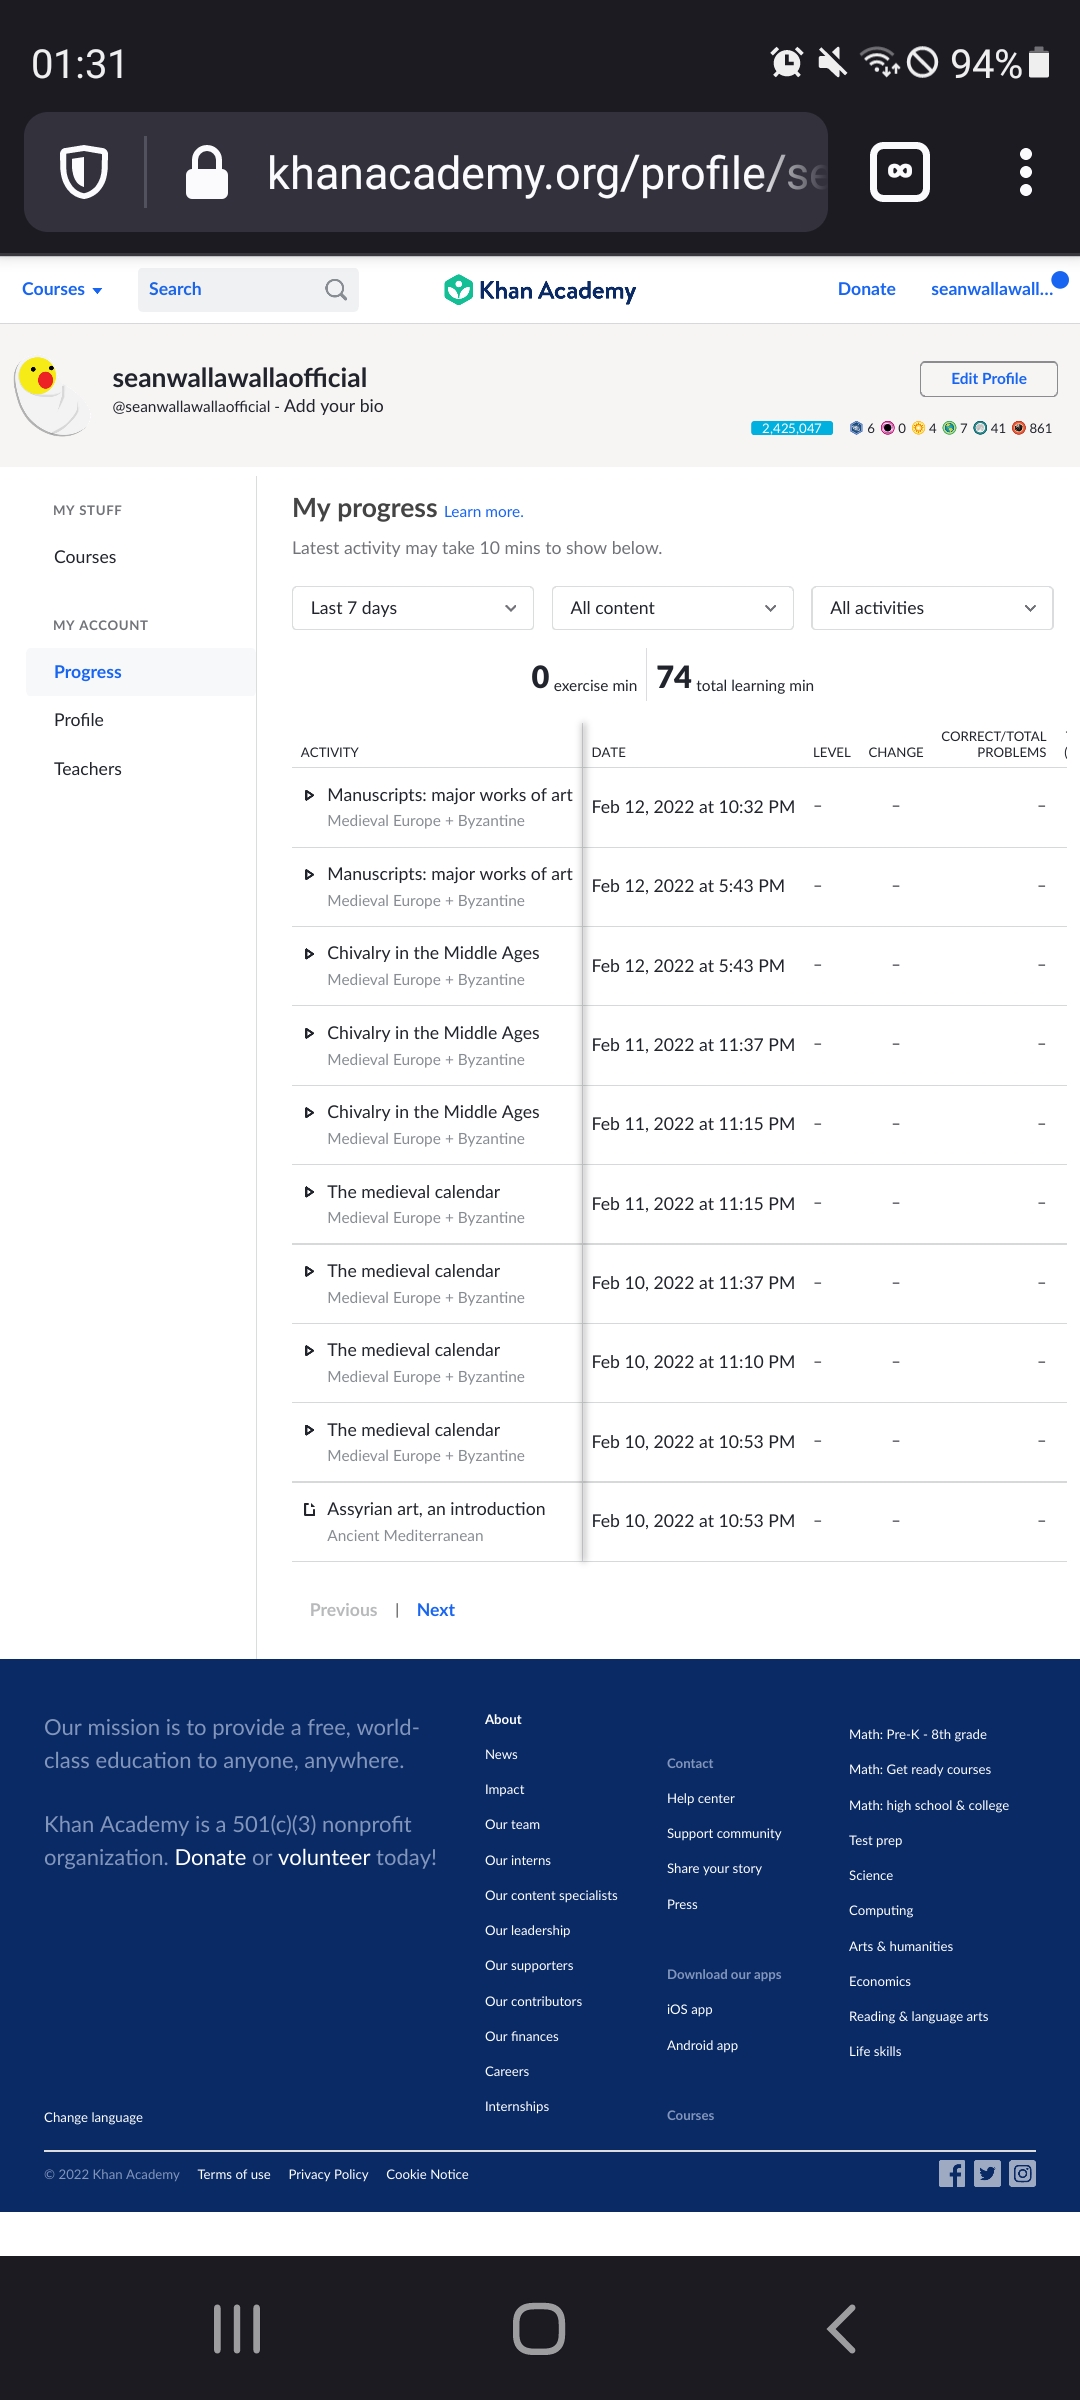 01:31
94%
khanacademy.org/profile/se
Courses
Search
Khan Academy
Donate
seanwallawall...
seanwallawallaofficial
@seanwallawallaofficial - Add your bio
Edit Profile
2,425,047
6
0
4
7
41
861
MY STUFF
Courses
MY ACCOUNT
Progress
Profile
Teachers
My progress Learn more.
Latest activity may take 10 mins to show below.
Last 7 days
All content
All activities
0 exercise min
74 total learning min
ACTIVITY
DATE
LEVEL
CHANGE
CORRECT/TOTAL
PROBLEMS
Manuscripts: major works of art
Medieval Europe + Byzantine
Feb 12, 2022 at 10:32 PM – – –
Manuscripts: major works of art
Medieval Europe + Byzantine
Feb 12, 2022 at 5:43 PM – – –
Chivalry in the Middle Ages
Medieval Europe + Byzantine
Feb 12, 2022 at 5:43 PM – – –
Chivalry in the Middle Ages
Medieval Europe + Byzantine
Feb 11, 2022 at 11:37 PM – – –
Chivalry in the Middle Ages
Medieval Europe + Byzantine
Feb 11, 2022 at 11:15 PM – – –
The medieval calendar
Medieval Europe + Byzantine
Feb 11, 2022 at 11:15 PM – – –
The medieval calendar
Medieval Europe + Byzantine
Feb 10, 2022 at 11:37 PM – – –
The medieval calendar
Medieval Europe + Byzantine
Feb 10, 2022 at 11:10 PM – – –
The medieval calendar
Medieval Europe + Byzantine
Feb 10, 2022 at 10:53 PM – – –
Assyrian art, an introduction
Ancient Mediterranean
Feb 10, 2022 at 10:53 PM – – –
Previous | Next
Our mission is to provide a free, world-
class education to anyone, anywhere.
Khan Academy is a 501(c)(3) nonprofit
organization. Donate or volunteer today!
About
News
Impact
Our team
Our interns
Our content specialists
Our leadership
Our supporters
Our contributors
Our finances
Careers
Internships
Contact
Help center
Support community
Share your story
Press
Download our apps
iOS app
Android app
Courses
Math: Pre-K - 8th grade
Math: Get ready courses
Math: high school & college
Test prep
Science
Computing
Arts & humanities
Economics
Reading & language arts
Life skills
Change language
© 2022 Khan Academy
Terms of use
Privacy Policy
Cookie Notice